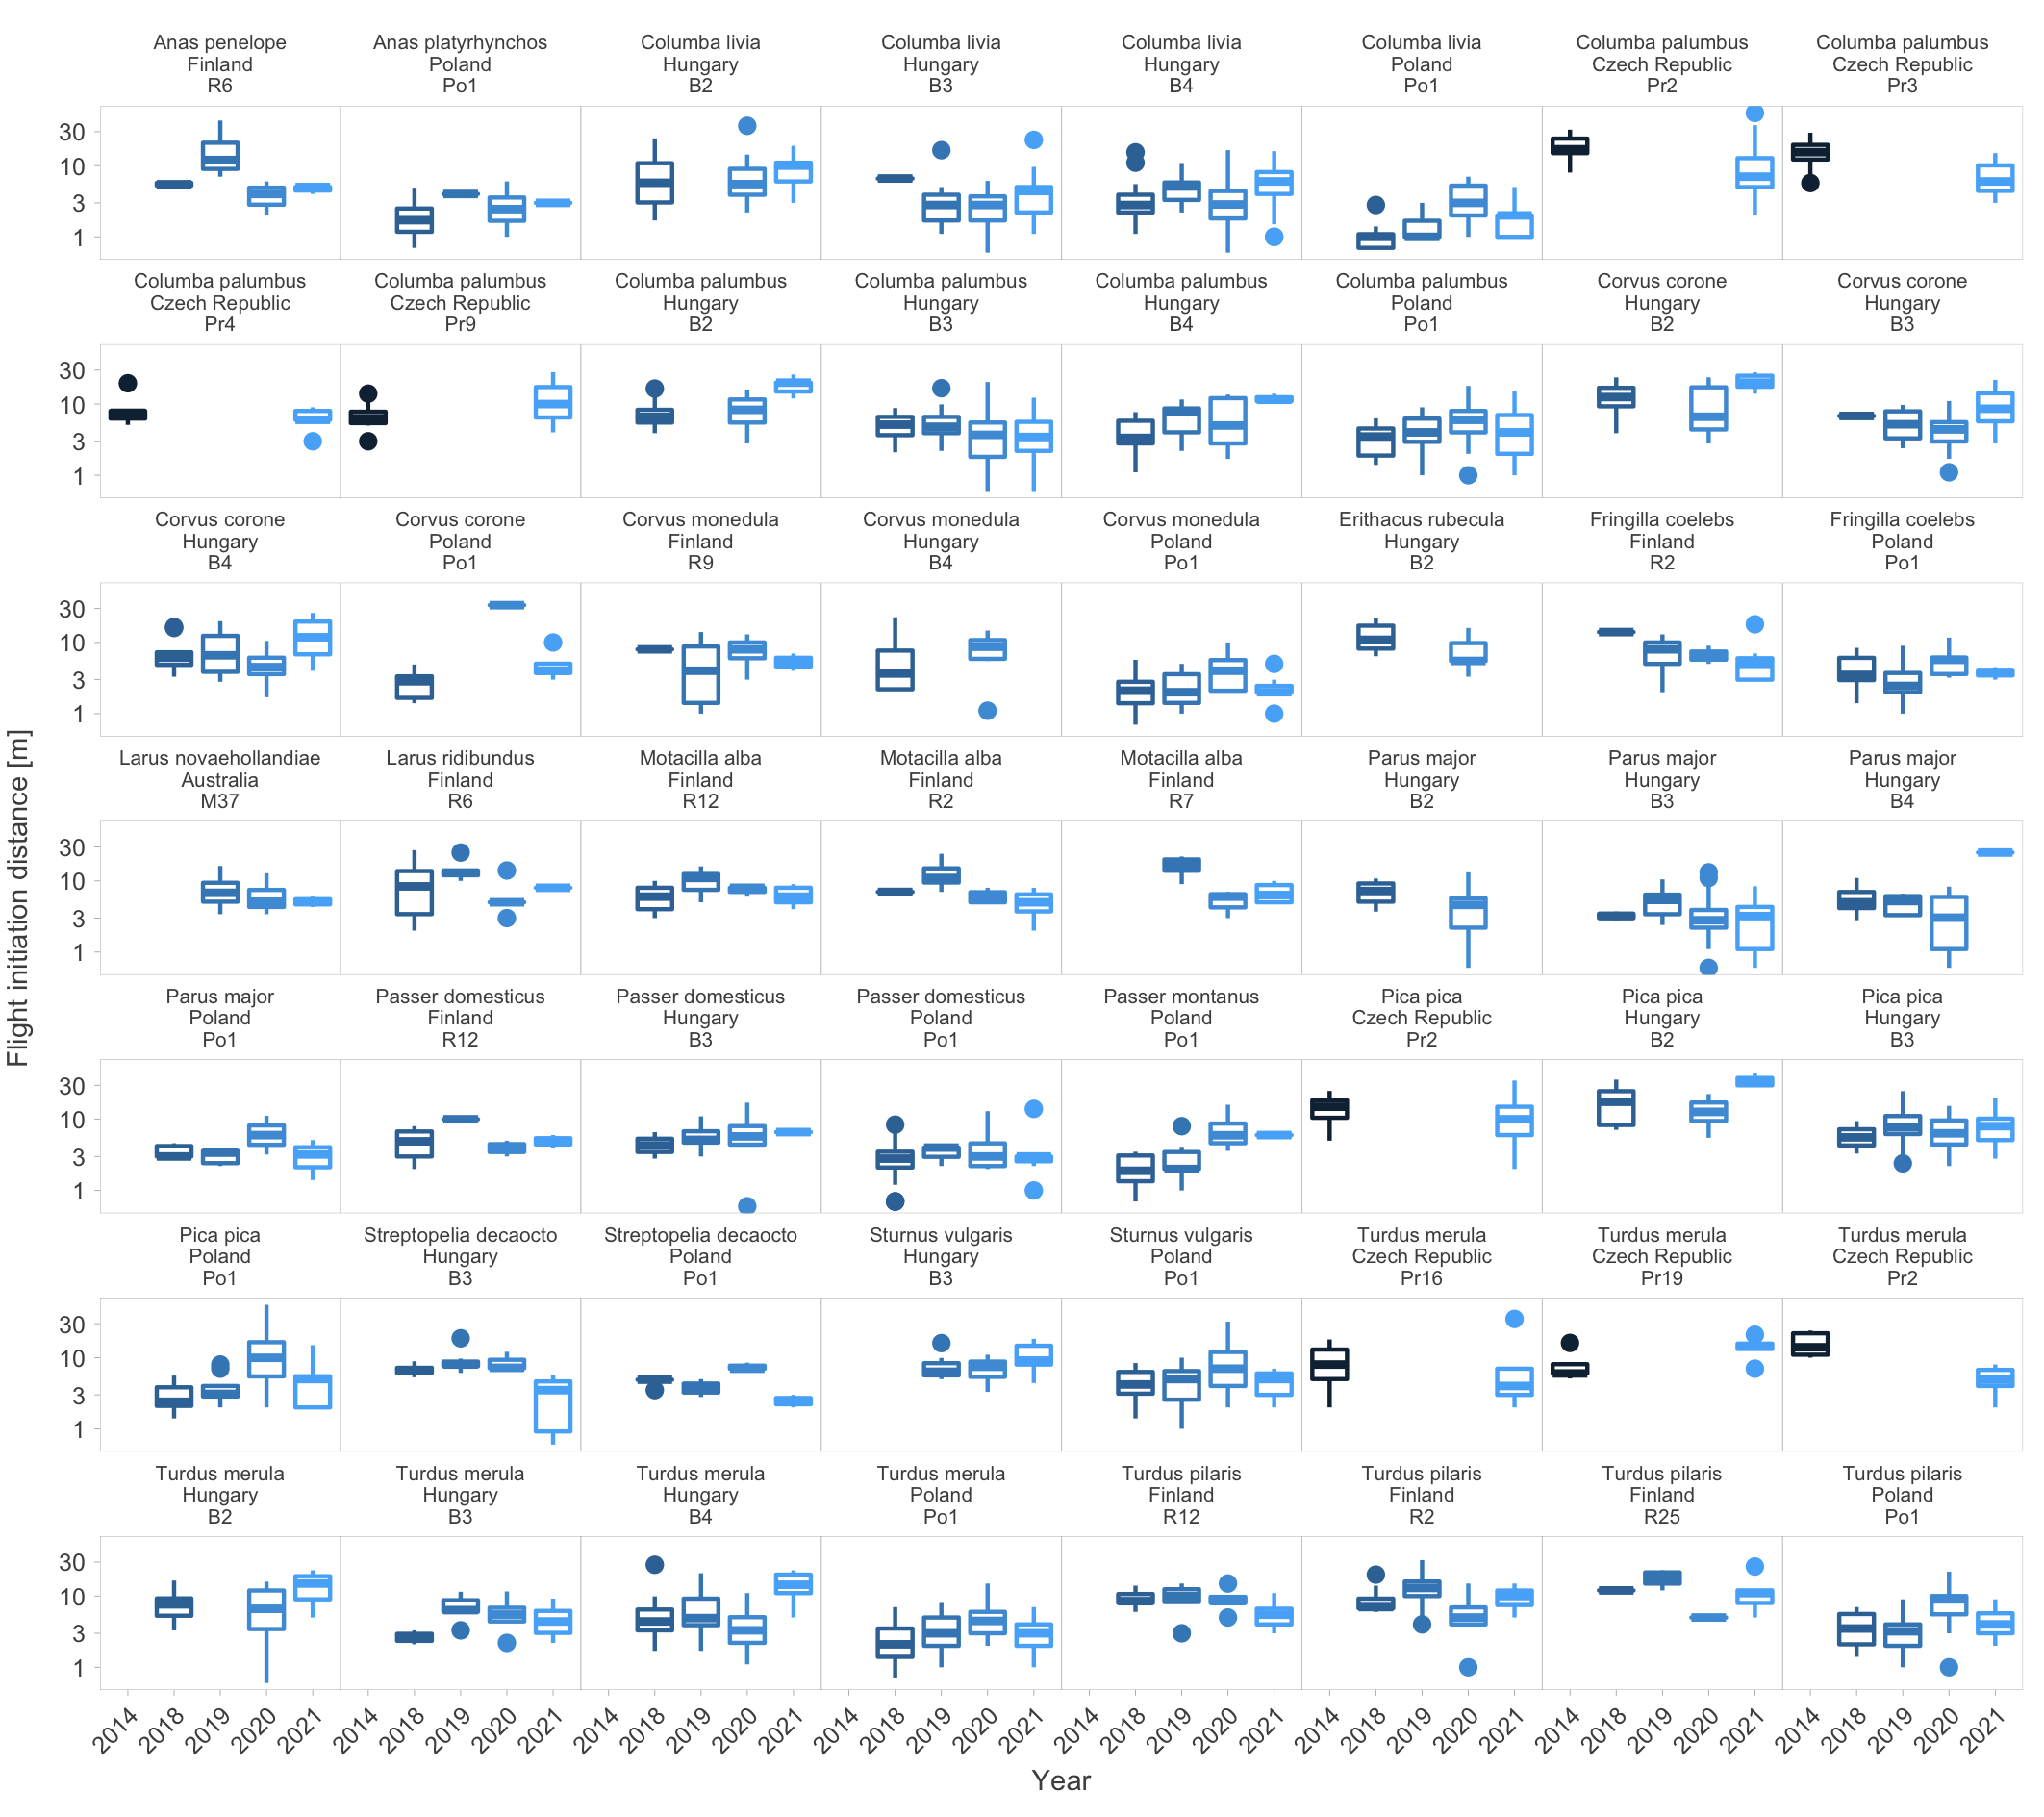 Anas penelope
Finland
R6
Anas platyrhynchos
Poland
Po1
Columba livia
Hungary
B2
Columba livia
Hungary
B3
Columba livia
Hungary
B4
Columba livia
Poland
Po1
Columba palumbus
Czech Republic
Pr2
Columba palumbus
Czech Republic
Pr3
30
10
3
1
Columba palumbus
Czech Republic
Pr4
Columba palumbus
Czech Republic
Pr9
Columba palumbus
Hungary
B2
Columba palumbus
Hungary
B3
Columba palumbus
Hungary
B4
Columba palumbus
Poland
Po1
Corvus corone
Hungary
B2
Corvus corone
Hungary
B3
30
10
3
1
Corvus corone
Hungary
B4
Corvus corone
Poland
Po1
Corvus monedula
Finland
R9
Corvus monedula
Hungary
B4
Corvus monedula
Poland
Po1
Erithacus rubecula
Hungary
B2
Fringilla coelebs
Finland
R2
Fringilla coelebs
Poland
Po1
30
10
3
1
Flight initiation distance [m]
Larus novaehollandiae
Australia
M37
Larus ridibundus
Finland
R6
Motacilla alba
Finland
R12
Motacilla alba
Finland
R2
Motacilla alba
Finland
R7
Parus major
Hungary
B2
Parus major
Hungary
B3
Parus major
Hungary
B4
30
10
3
1
Parus major
Poland
Po1
Passer domesticus
Finland
R12
Passer domesticus
Hungary
B3
Passer domesticus
Poland
Po1
Passer montanus
Poland
Po1
Pica pica
Czech Republic
Pr2
Pica pica
Hungary
B2
Pica pica
Hungary
B3
30
10
3
1
Pica pica
Poland
Po1
Streptopelia decaocto
Hungary
B3
Streptopelia decaocto
Poland
Po1
Sturnus vulgaris
Hungary
B3
Sturnus vulgaris
Poland
Po1
Turdus merula
Czech Republic
Pr16
Turdus merula
Czech Republic
Pr19
Turdus merula
Czech Republic
Pr2
30
10
3
1
Turdus merula
Hungary
B2
Turdus merula
Hungary
B3
Turdus merula
Hungary
B4
Turdus merula
Poland
Po1
Turdus pilaris
Finland
R12
Turdus pilaris
Finland
R2
Turdus pilaris
Finland
R25
Turdus pilaris
Poland
Po1
30
10
3
1
2014 2018 2019 2020 2021
2014 2018 2019 2020 2021
2014 2018 2019 2020 2021
2014 2018 2019 2020 2021
2014 2018 2019 2020 2021
2014 2018 2019 2020 2021
2014 2018 2019 2020 2021
2014 2018 2019 2020 2021
Year